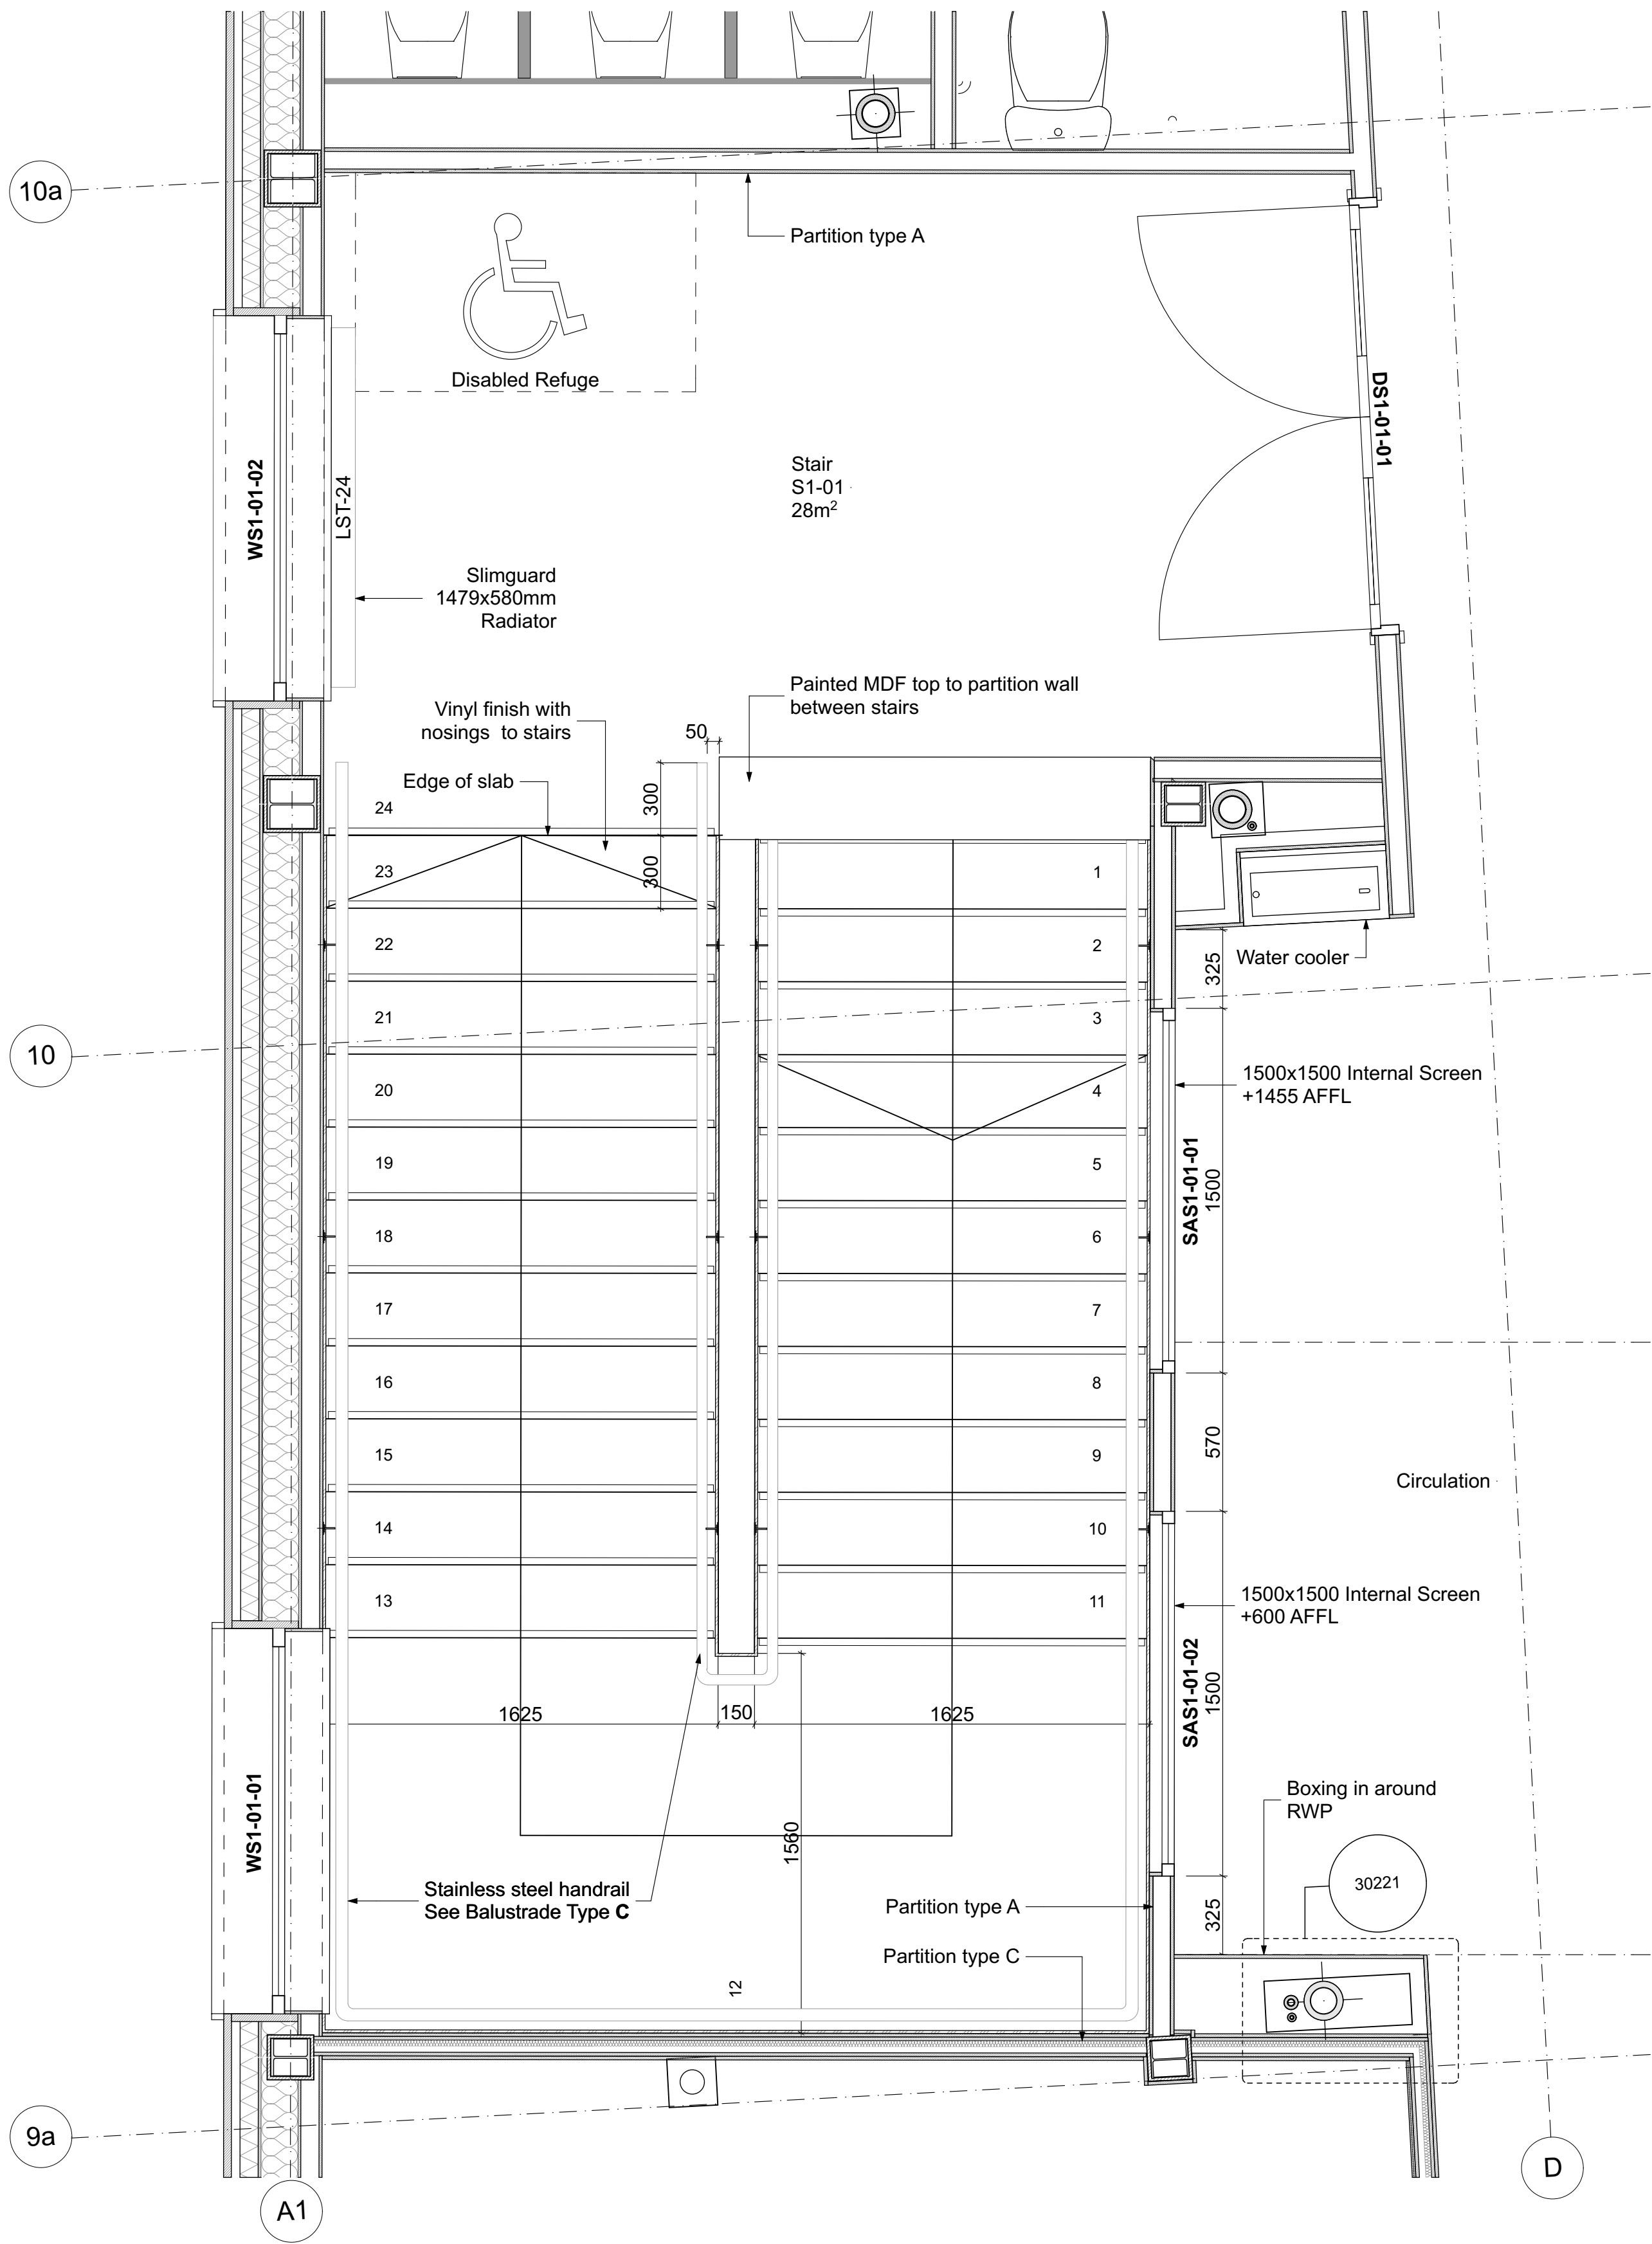 10a
Partition type A
Disabled Refuge
DS1-01-01
WS1-01-02
LST-24
Stair
S1-01
28m²
Slimguard
1479x580mm
Radiator
Painted MDF top to partition wall
between stairs
Vinyl finish with
nosings to stairs
50
Edge of slab
300
24
300
23
1
22
2
Water cooler
325
21
3
10
1500x1500 Internal Screen
+1455 AFFL
20
4
SAS1-01-01
1500
19
5
18
6
17
7
16
8
570
15
9
Circulation
14
10
13
11
1500x1500 Internal Screen
+600 AFFL
SAS1-01-02
1500
1625
150
1625
WS1-01-01
1560
Boxing in around
RWP
30221
Stainless steel handrail
See Balustrade Type C
Partition type A
325
Partition type C
12
9a
D
A1